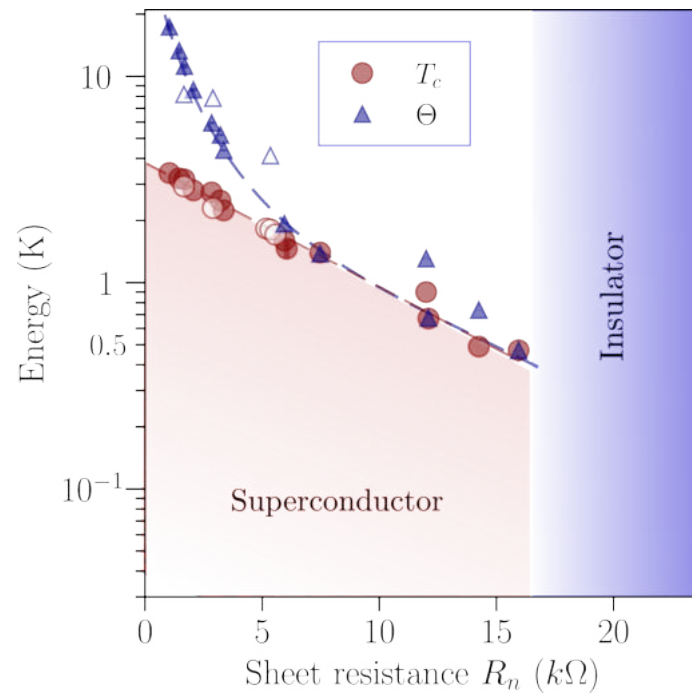 10
T_c
Θ
Energy (K)
1
0.5
Insulator
10^{-1}
Superconductor
0 5 10 15 20
Sheet resistance R_n (kΩ)